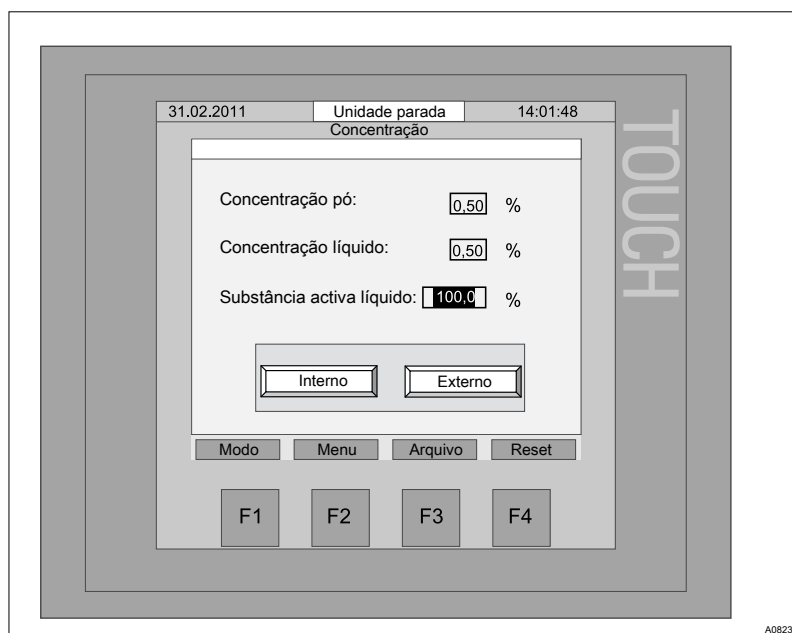 31.02.2011 Unidade parada 14:01:48
Concentração
Concentração pó: 0,50 %
Concentração líquido: 0,50 %
Substância activa líquido: 100,0 %
Interno Externo
Modo Menu Arquivo Reset
F1 F2 F3 F4
TOUCH
A0823